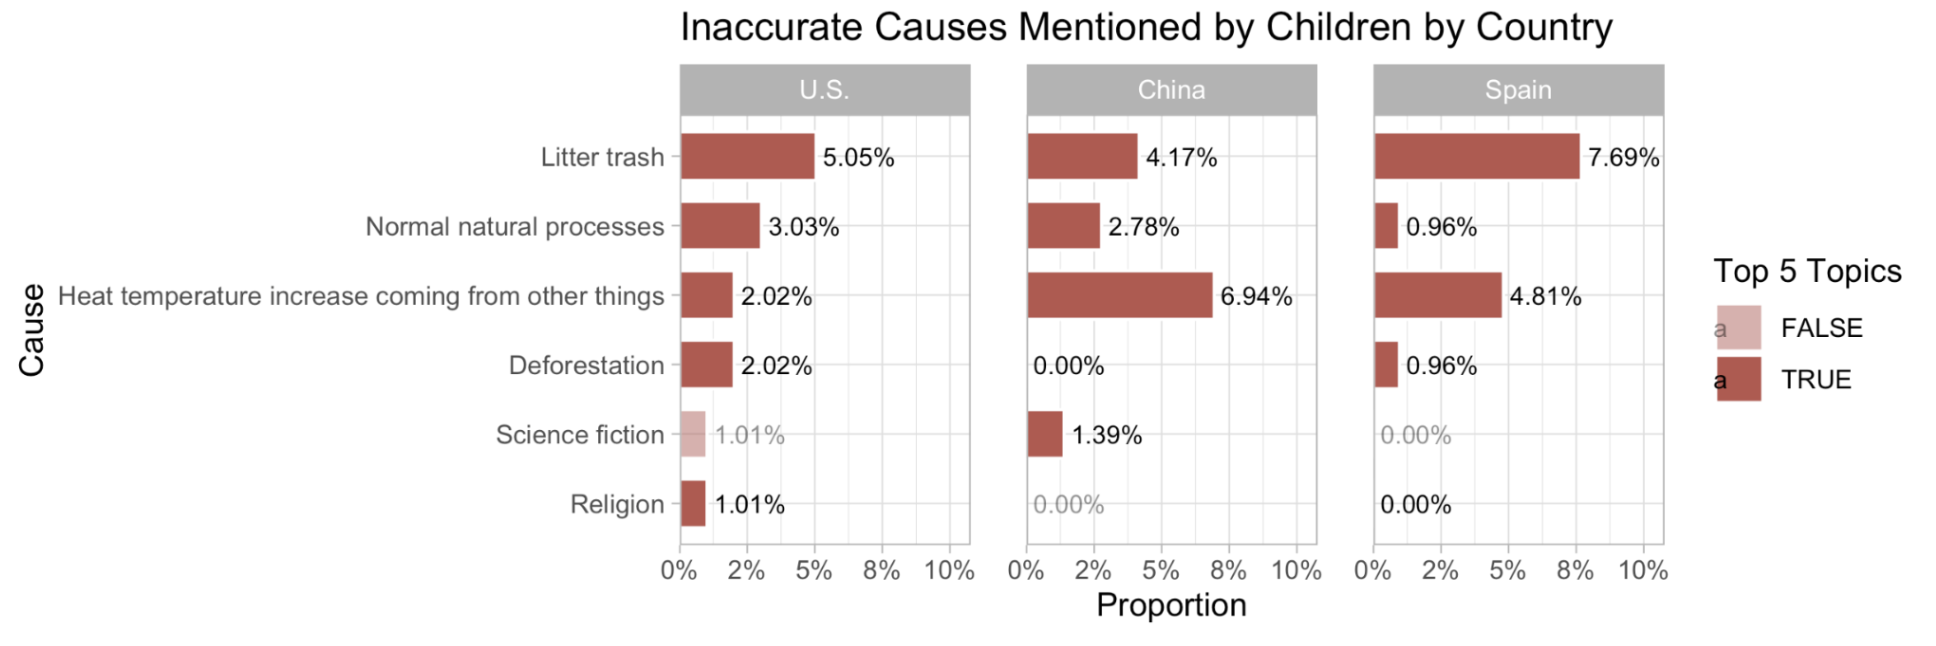 Inaccurate Causes Mentioned by Children by Country
U.S. China Spain
Litter trash 5.05% 4.17% 7.69%
Normal natural processes 3.03% 2.78% 0.96%
Heat temperature increase coming from other things 2.02% 6.94% 4.81%
Deforestation 2.02% 0.00% 0.96%
Science fiction 1.01% 1.39% 0.00%
Religion 1.01% 0.00% 0.00%
0% 2% 5% 8% 10% 0% 2% 5% 8% 10% 0% 2% 5% 8% 10%
Proportion
Cause
Top 5 Topics
a FALSE
a TRUE